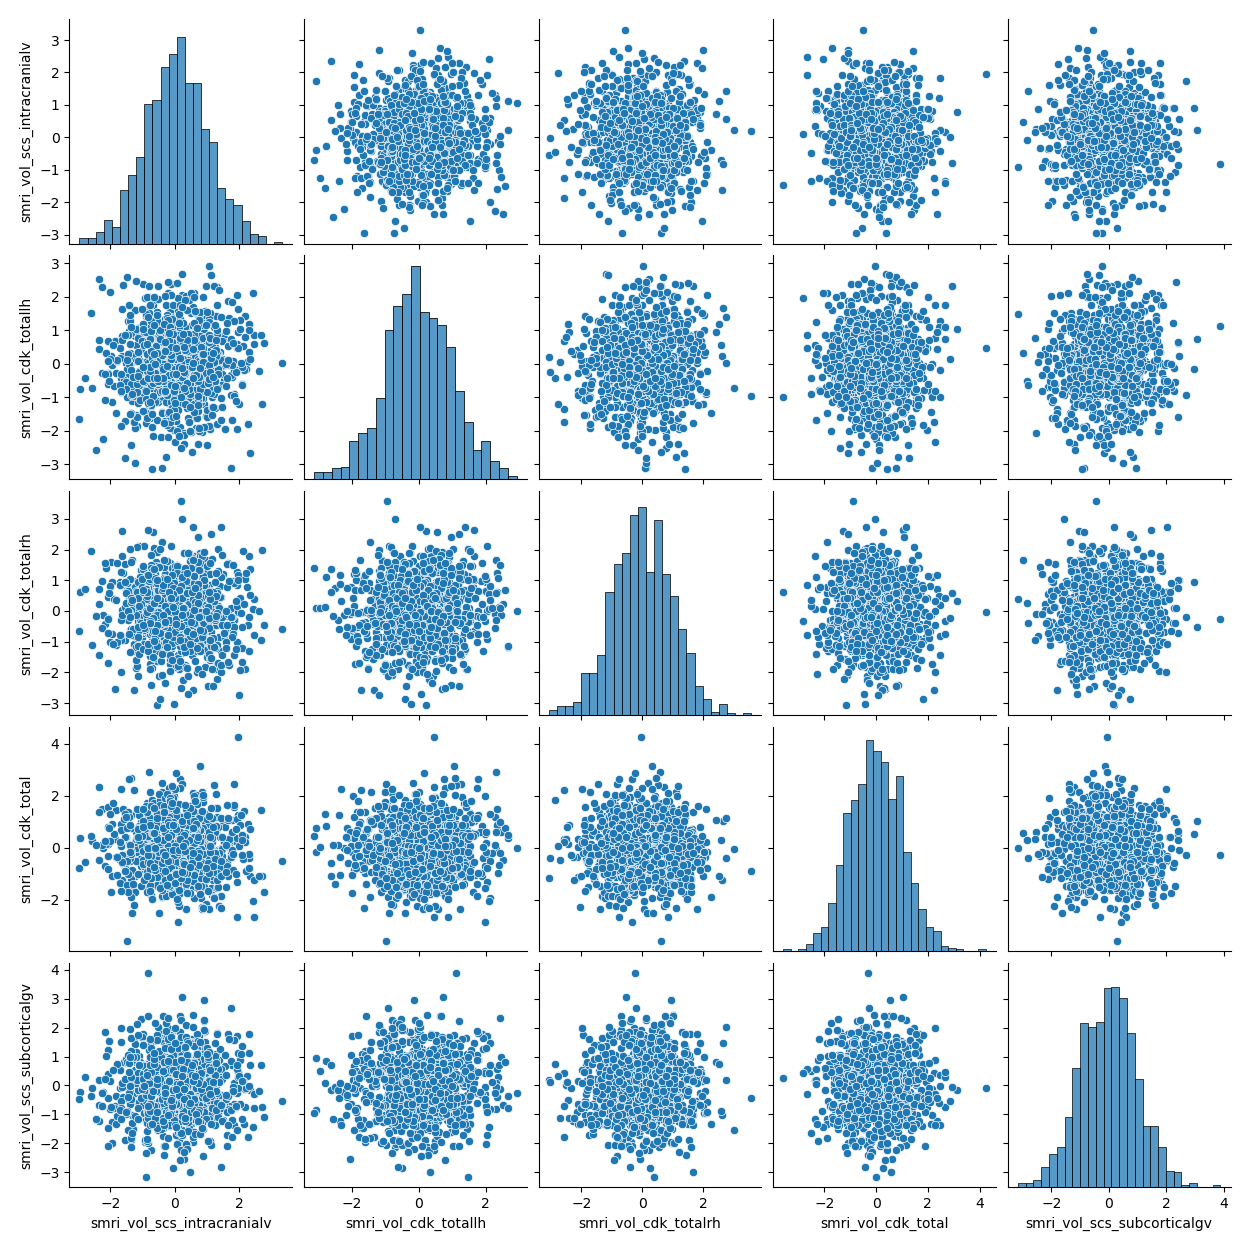 smri_vol_scs_intracranialv
3
2
1
0
−1
−2
−3
smri_vol_cdk_totallh
3
2
1
0
−1
−2
−3
smri_vol_cdk_totalrh
3
2
1
0
−1
−2
−3
smri_vol_cdk_total
4
2
0
−2
smri_vol_scs_subcorticalgv
4
3
2
1
0
−1
−2
−3
−2 0 2
−2 0 2
−2 0 2
−2 0 2 4
−2 0 2 4
smri_vol_scs_intracranialv
smri_vol_cdk_totallh
smri_vol_cdk_totalrh
smri_vol_cdk_total
smri_vol_scs_subcorticalgv